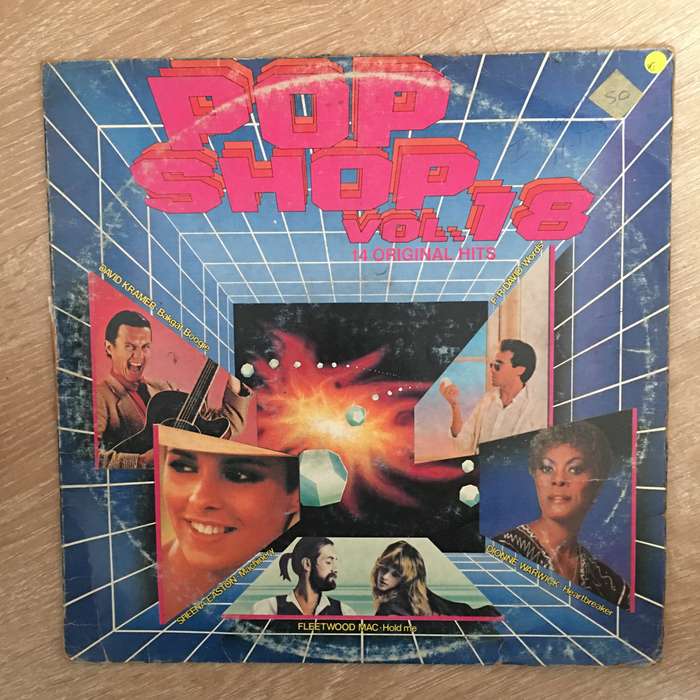 POP
SHOP
VOL. 18
14 ORIGINAL HITS
50
DAVID KRAMER·Bakgat Boogie
F R DAVID·Words
SHEENA EASTON·Machinery
DIONNE WARWICK·Heartbreaker
FLEETWOOD MAC·Hold me